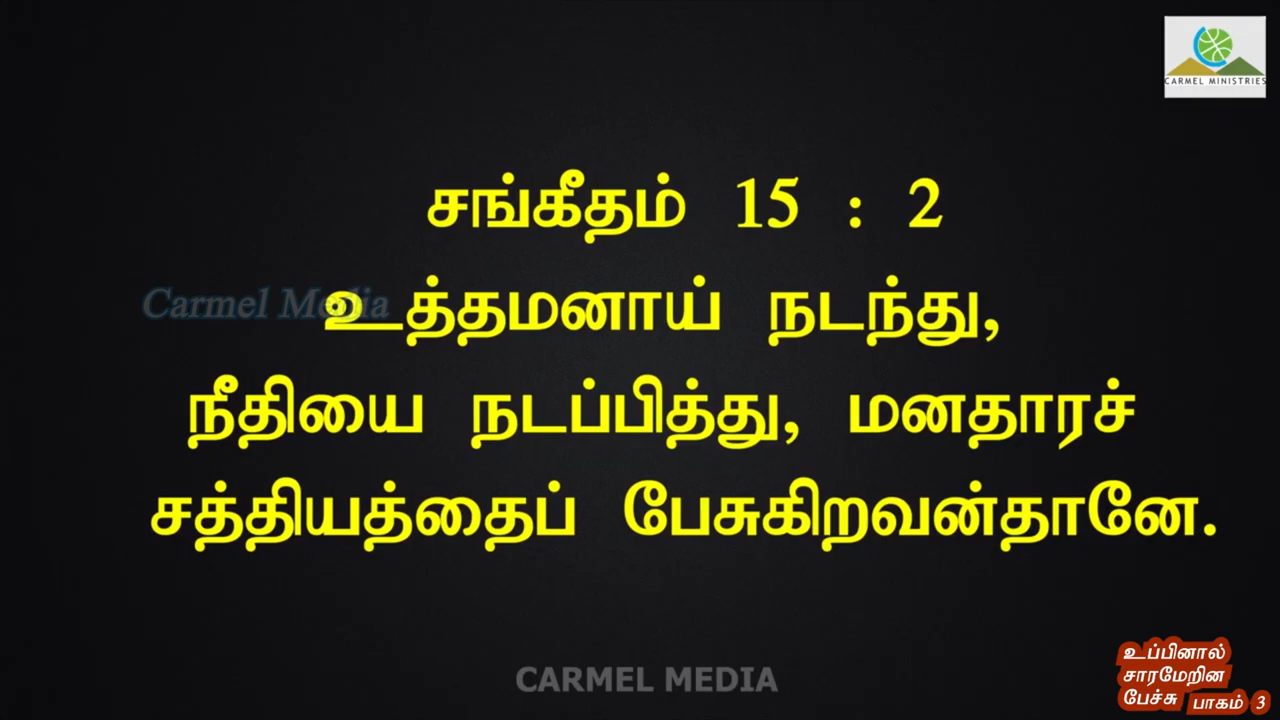 CARMEL MINISTRIES
சங்கீதம் 15 : 2
Carmel Media
உத்தமனாய் நடந்து,
நீதியை நடப்பித்து, மனதாரச்
சத்தியத்தைப் பேசுகிறவன்தானே.
CARMEL MEDIA
உப்பினால்
சாரமேறின
பேச்சு பாகம் 3